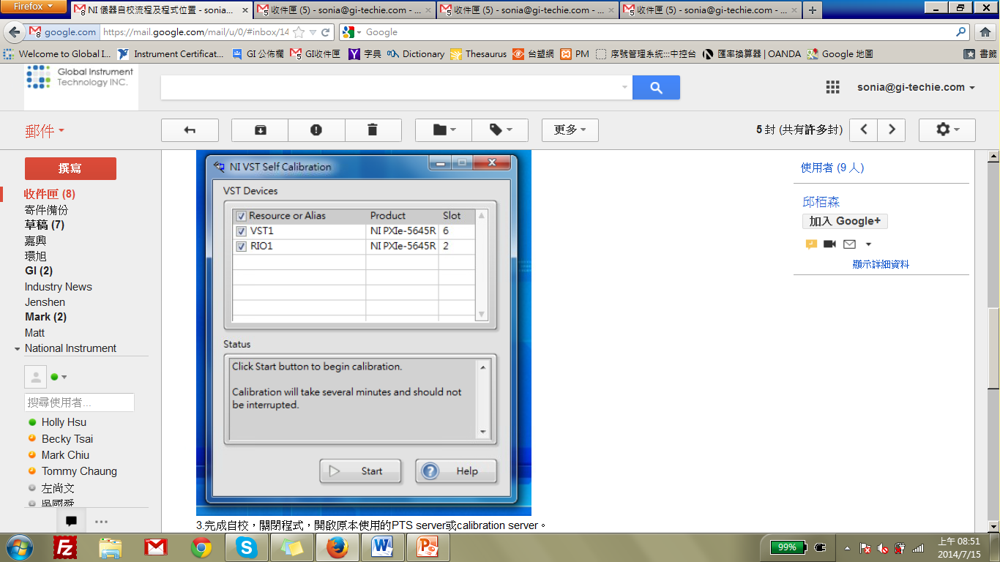 Firefox
NI 儀器自校流程及程式位置 - sonia...
收件匣 (5) - sonia@gi-techie.com - ...
收件匣 (5) - sonia@gi-techie.com - ...
收件匣 (5) - sonia@gi-techie.com - ...
google.com
https://mail.google.com/mail/u/0/#inbox/14
Google
Welcome to Global I...
Instrument Certificat...
GI 公佈欄
GI收件匣
字典
Dictionary
Thesaurus
台塑網
PM
序號管理系統:::中控台
匯率換算器 | OANDA
Google 地圖
書籤
Global Instrument
Technology INC.
sonia@gi-techie.com
郵件
更多
5 封 (共有許多封)
撰寫
收件匣 (8)
寄件備份
草稿 (7)
嘉興
環旭
GI (2)
Industry News
Jenshen
Mark (2)
Matt
National Instrument
搜尋使用者...
Holly Hsu
Becky Tsai
Mark Chiu
Tommy Chaung
左尚文
吳國舜
NI VST Self Calibration
VST Devices
Resource or Alias Product Slot
VST1 NI PXIe-5645R 6
RIO1 NI PXIe-5645R 2
Status
Click Start button to begin calibration.
Calibration will take several minutes and should not
be interrupted.
Start
Help
3.完成自校，關閉程式，開啟原本使用的PTS server或calibration server。
使用者 (9 人)
邱栢森
加入 Google+
顯示詳細資料
99%
上午 08:51
2014/7/15